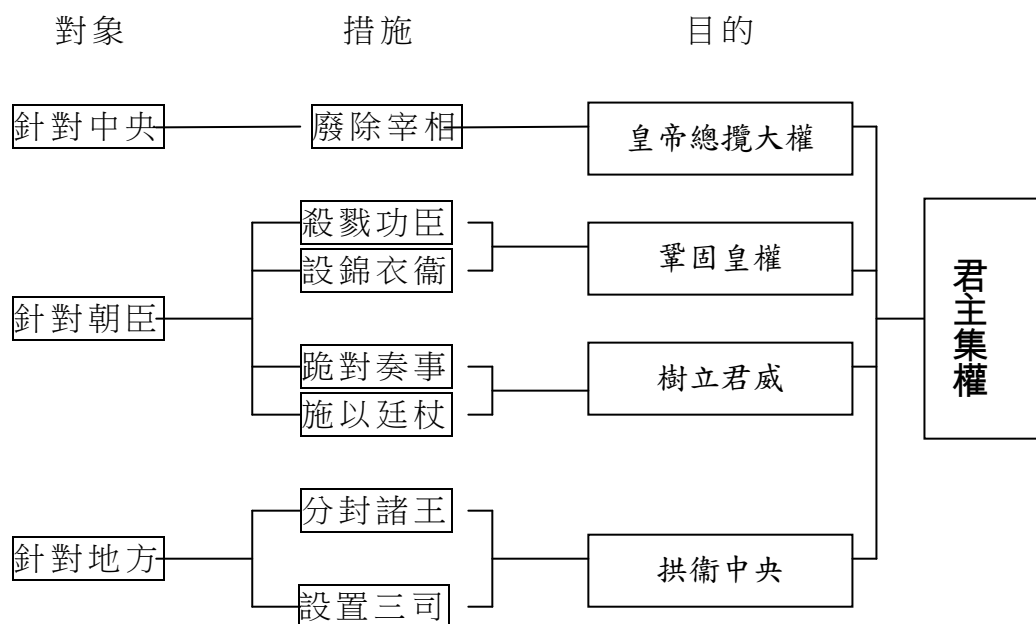 對象 措施 目的
針對中央 廢除宰相 皇帝總攬大權
殺戮功臣
設錦衣衞
鞏固皇權
針對朝臣
跪對奏事
施以廷杖
樹立君威
分封諸王
針對地方
設置三司
拱衞中央
君主集權